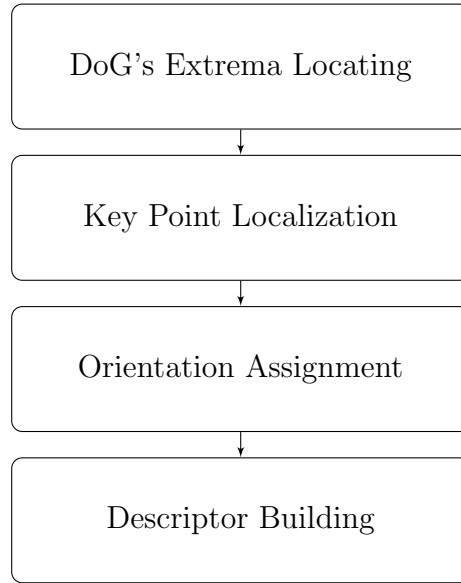 DoG's Extrema Locating
Key Point Localization
Orientation Assignment
Descriptor Building